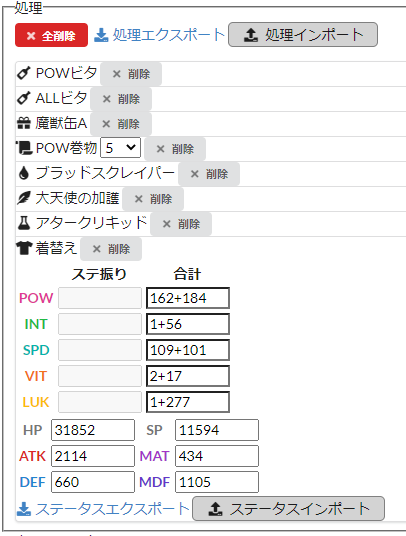 処理
× 全削除 処理エクスポート 処理インポート
POWビタ × 削除
ALLビタ × 削除
魔獣缶A × 削除
POW巻物 5 × 削除
ブラッドスクレイパー × 削除
大天使の加護 × 削除
アタークリキッド × 削除
着替え × 削除
ステ振り 合計
POW 162+184
INT 1+56
SPD 109+101
VIT 2+17
LUK 1+277
HP 31852 SP 11594
ATK 2114 MAT 434
DEF 660 MDF 1105
ステータスエクスポート ステータスインポート